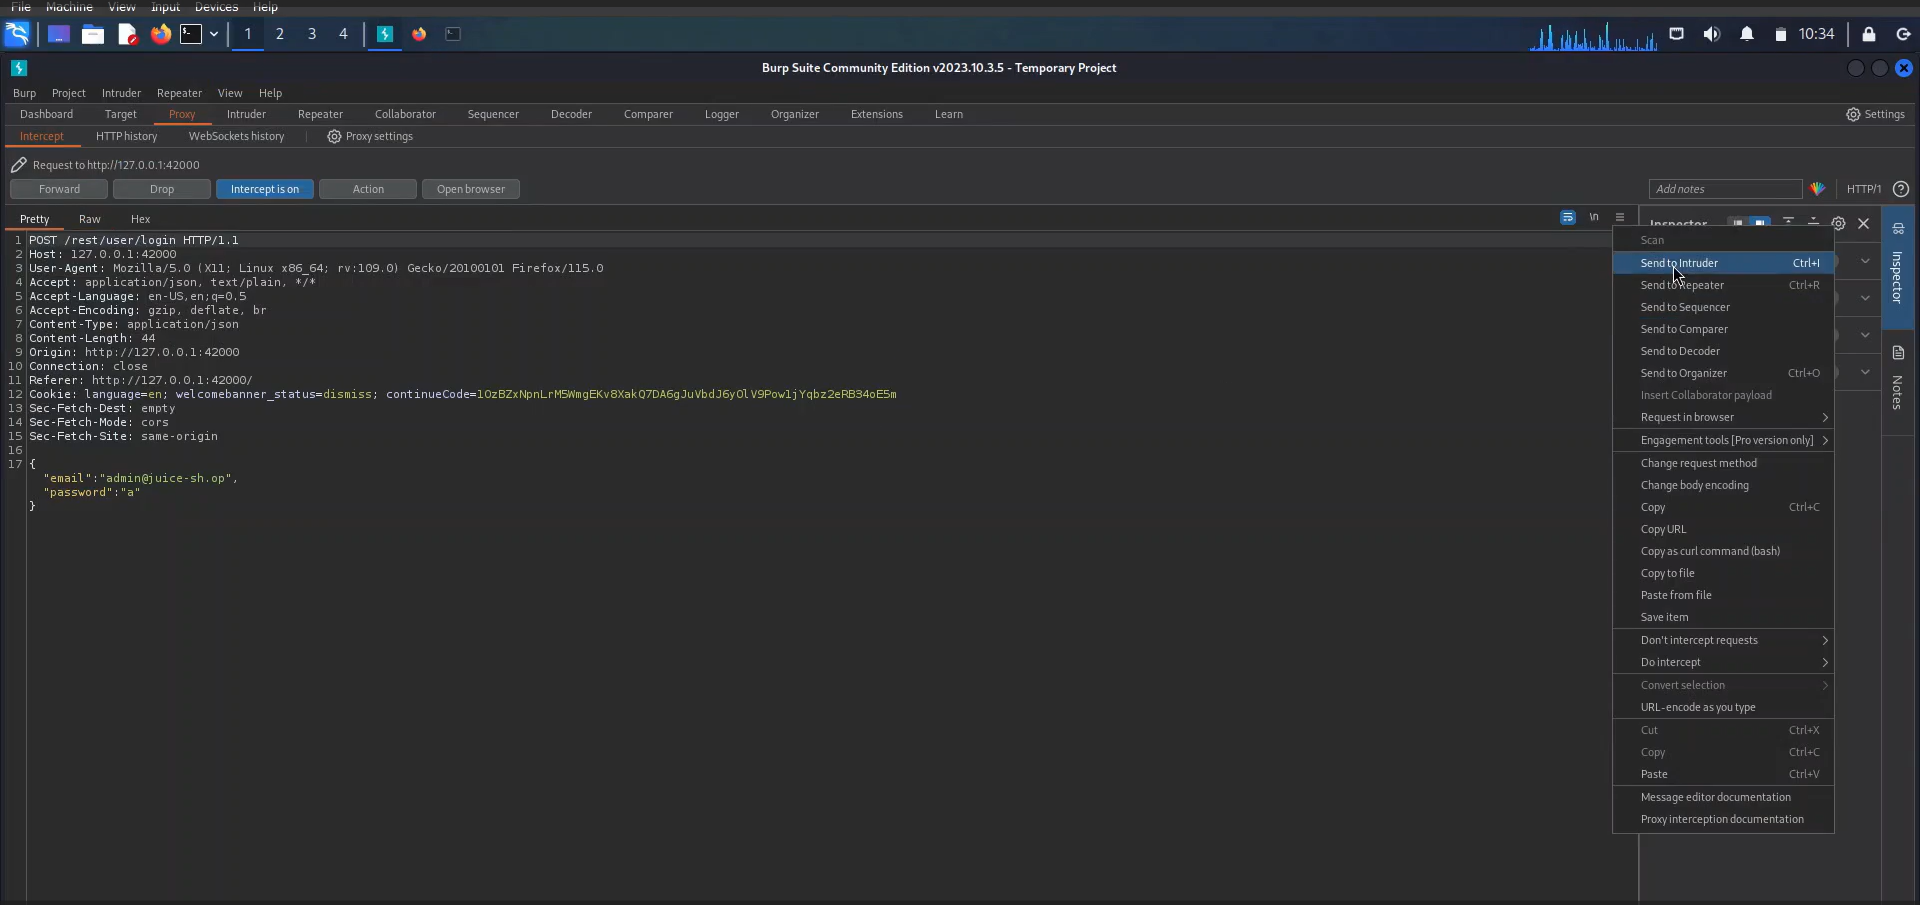 File Machine View Input Devices Help
1 2 3 4 10:34
Burp Suite Community Edition v2023.10.3.5 - Temporary Project
Burp Project Intruder Repeater View Help
Dashboard Target Proxy Intruder Repeater Collaborator Sequencer Decoder Comparer Logger Organizer Extensions Learn Settings
Intercept HTTP history WebSockets history Proxy settings
Request to http://127.0.0.1:42000
Forward Drop Intercept is on Action Open browser Add notes HTTP/1
Pretty Raw Hex \n Inspector
1 POST /rest/user/login HTTP/1.1
2 Host: 127.0.0.1:42000
3 User-Agent: Mozilla/5.0 (X11; Linux x86_64; rv:109.0) Gecko/20100101 Firefox/115.0
4 Accept: application/json, text/plain, */*
5 Accept-Language: en-US,en;q=0.5
6 Accept-Encoding: gzip, deflate, br
7 Content-Type: application/json
8 Content-Length: 44
9 Origin: http://127.0.0.1:42000
10 Connection: close
11 Referer: http://127.0.0.1:42000/
12 Cookie: language=en; welcomebanner_status=dismiss; continueCode=lOzBZxNpnLrM5WmgEKv8XakQ7DA6gJuVbdJ6yOlV9PowljYqbz2eRB34oE5m
13 Sec-Fetch-Dest: empty
14 Sec-Fetch-Mode: cors
15 Sec-Fetch-Site: same-origin
16
17 {
"email":"admin@juice-sh.op",
"password":"a"
}
Scan
Send to Intruder Ctrl+I
Send to Repeater Ctrl+R
Send to Sequencer
Send to Comparer
Send to Decoder
Send to Organizer Ctrl+O
Insert Collaborator payload
Request in browser
Engagement tools [Pro version only]
Change request method
Change body encoding
Copy Ctrl+C
Copy URL
Copy as curl command (bash)
Copy to file
Paste from file
Save item
Don't intercept requests
Do intercept
Convert selection
URL-encode as you type
Cut Ctrl+X
Copy Ctrl+C
Paste Ctrl+V
Message editor documentation
Proxy interception documentation
Inspector
Notes